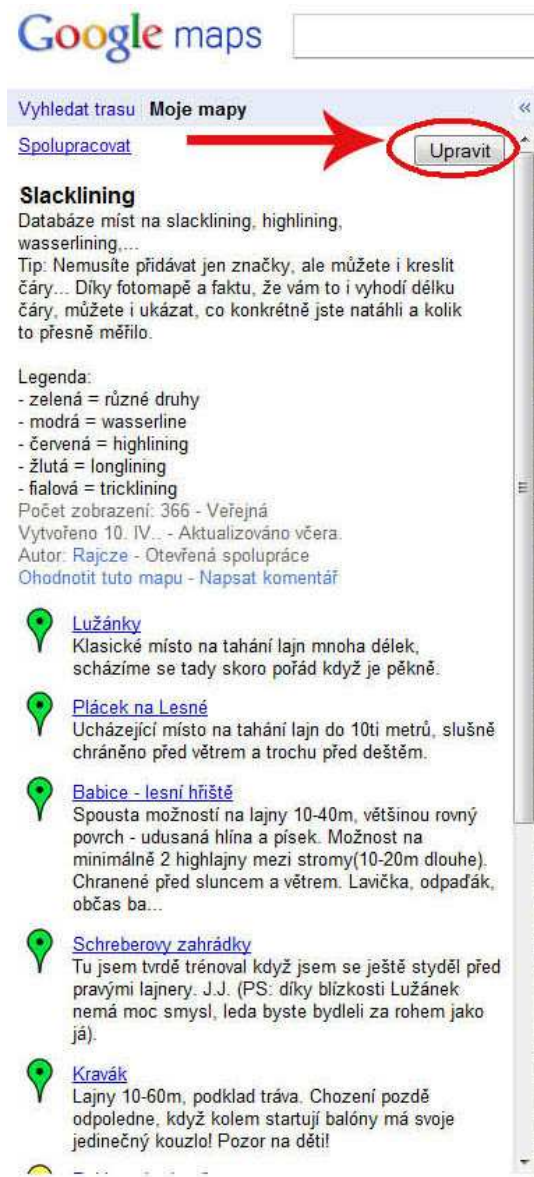 Google maps
Vyhledat trasu Moje mapy «
Spolupracovat Upravit
Slacklining
Databáze míst na slacklining, highlining,
wasserlining,...
Tip: Nemusíte přidávat jen značky, ale můžete i kreslit
čáry... Díky fotomapě a faktu, že vám to i vyhodí délku
čáry, můžete i ukázat, co konkrétně jste natáhli a kolik
to přesně měřilo.
Legenda:
- zelená = různé druhy
- modrá = wasserline
- červená = highlining
- žlutá = longlining
- fialová = tricklining
Počet zobrazení: 366 - Veřejná
Vytvořeno 10. IV.. - Aktualizováno včera.
Autor: Rajcze - Otevřená spolupráce
Ohodnotit tuto mapu - Napsat komentář
Lužánky
Klasické místo na tahání lajn mnoha délek,
scházíme se tady skoro pořád když je pěkně.
Plácek na Lesné
Ucházející místo na tahání lajn do 10ti metrů, slušně
chráněno před větrem a trochu před deštěm.
Babice - lesní hřiště
Spousta možností na lajny 10-40m, většinou rovný
povrch - udusaná hlína a písek. Možnost na
minimálně 2 highlajny mezi stromy(10-20m dlouhe).
Chranené před sluncem a větrem. Lavička, odpaďák,
občas ba...
Schreberovy zahrádky
Tu jsem tvrdě trénoval když jsem se ještě styděl před
pravými lajnery. J.J. (PS: díky blízkosti Lužánek
nemá moc smysl, leda byste bydleli za rohem jako
já).
Kravák
Lajny 10-60m, podklad tráva. Chození pozdě
odpoledne, když kolem startují balóny má svoje
jedinečný kouzlo! Pozor na děti!